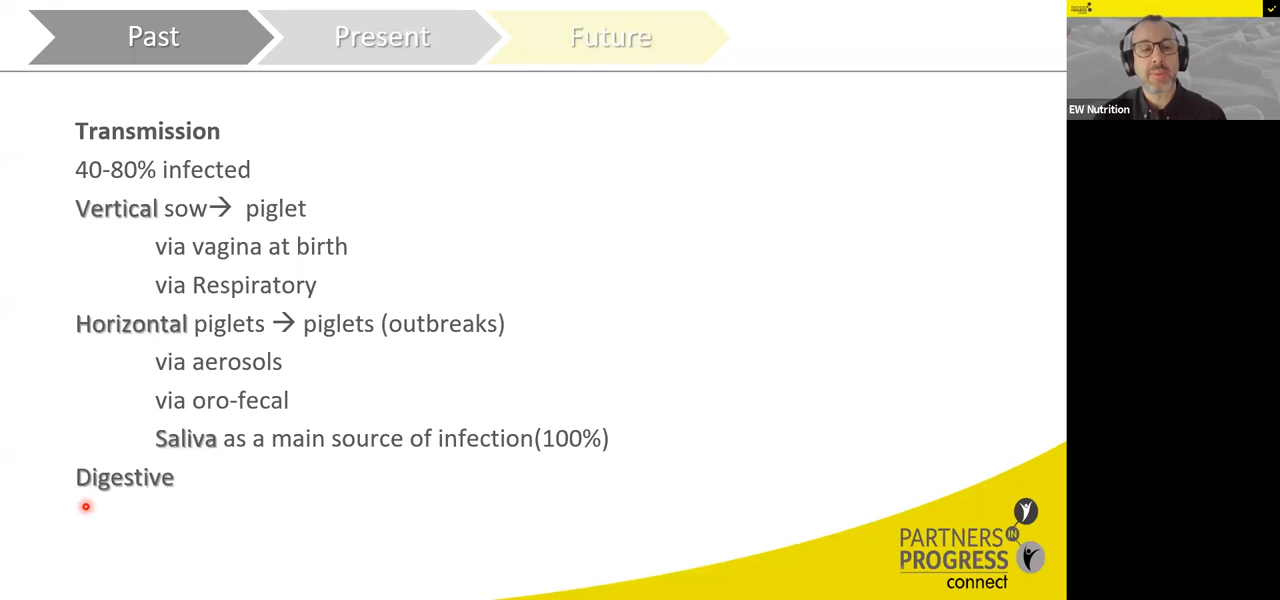 Past
Present
Future
Transmission
40-80% infected
Vertical sow→ piglet
via vagina at birth
via Respiratory
Horizontal piglets → piglets (outbreaks)
via aerosols
via oro-fecal
Saliva as a main source of infection(100%)
Digestive
PARTNERS IN
PROGRESS
connect
EW Nutrition